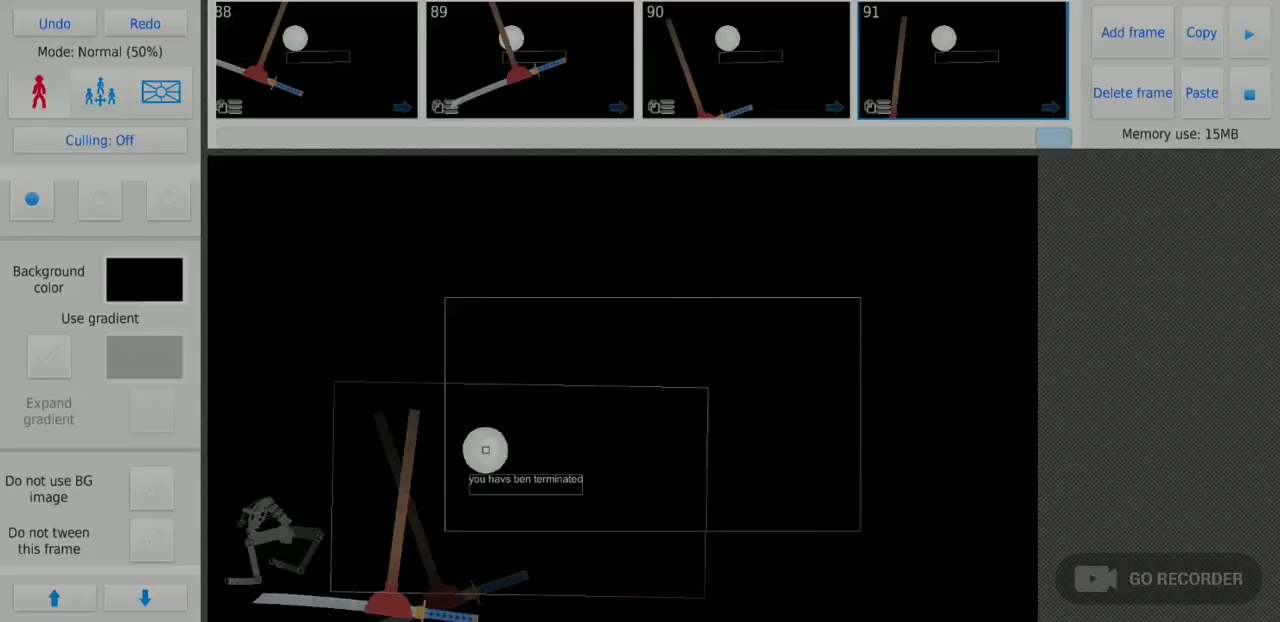 Undo
Redo
Mode: Normal (50%)
Culling: Off
88
89
90
91
Add frame
Copy
Delete frame
Paste
Memory use: 15MB
Background
color
Use gradient
Expand
gradient
Do not use BG
image
Do not tween
this frame
you havs ben terminated
GO RECORDER